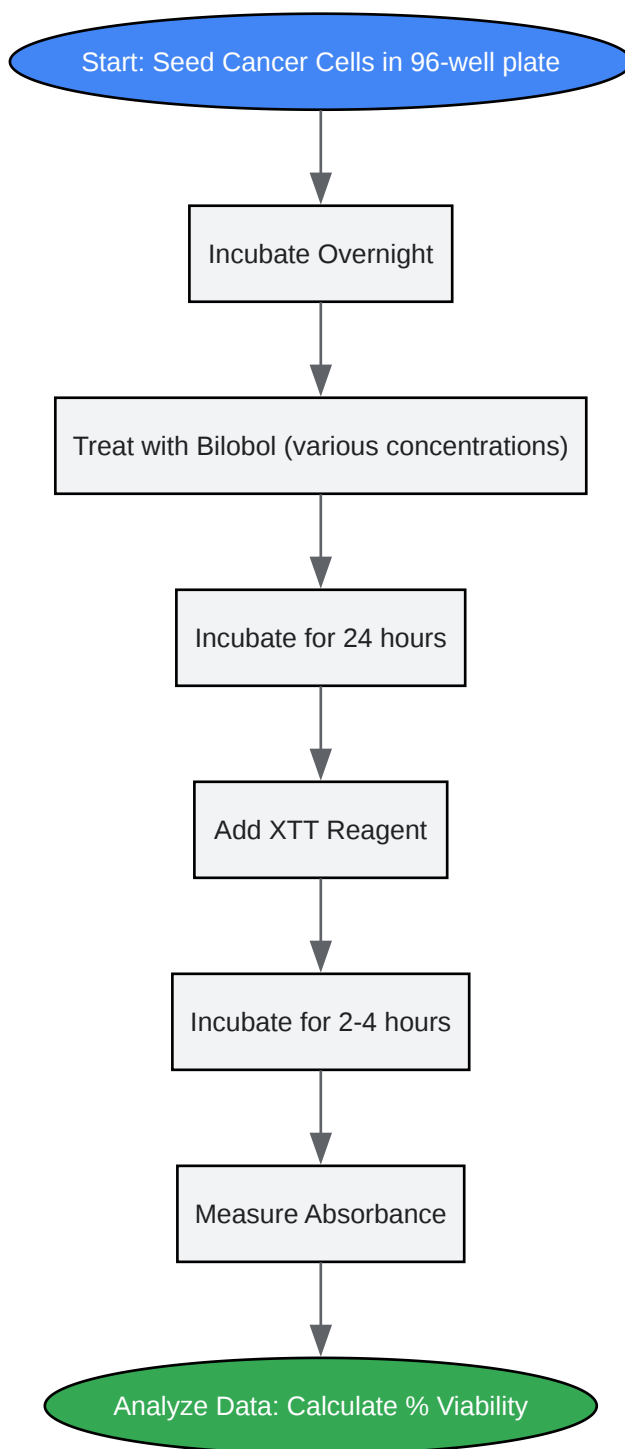 Start: Seed Cancer Cells in 96-well plate
Incubate Overnight
Treat with Bilobol (various concentrations)
Incubate for 24 hours
Add XTT Reagent
Incubate for 2-4 hours
Measure Absorbance
Analyze Data: Calculate % Viability